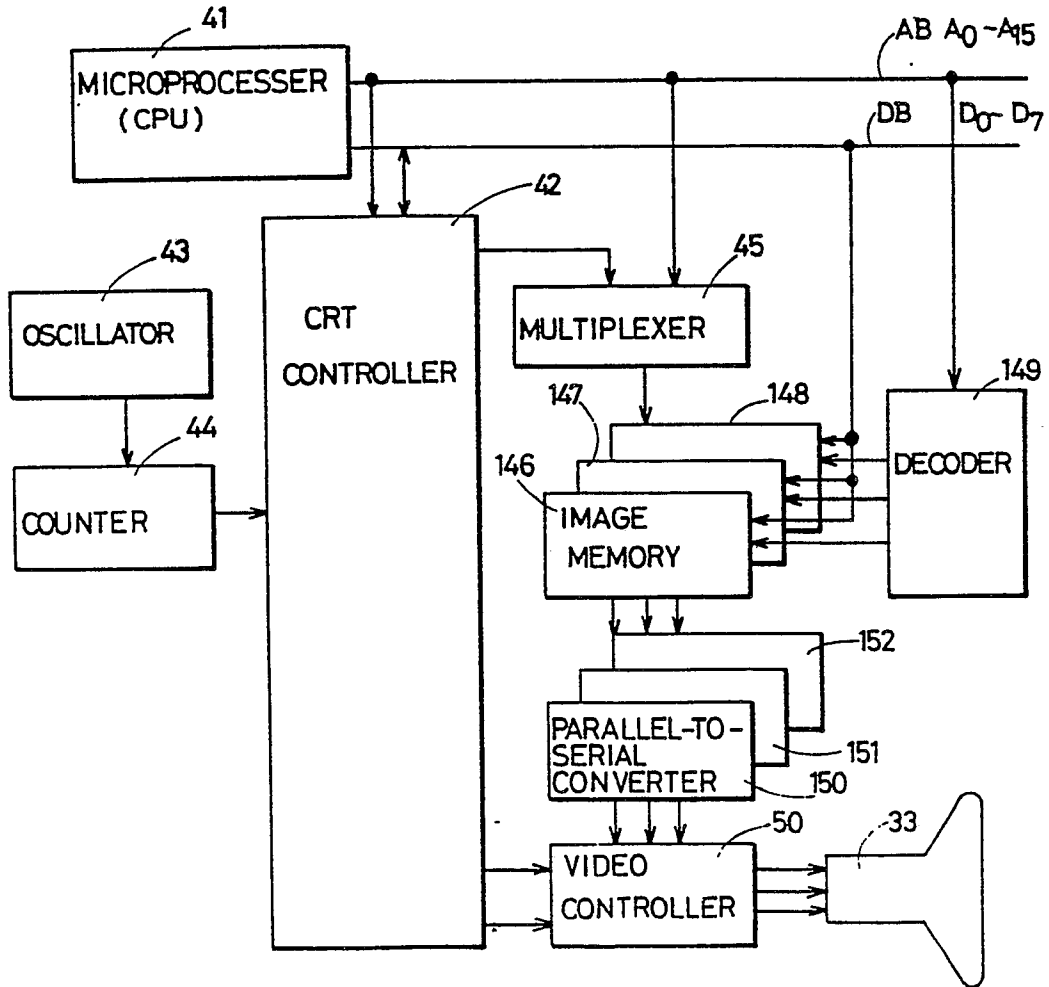 41
MICROPROCESSER
(CPU)
AB A0-A15
DB D0-D7
42
43
OSCILLATOR
CRT
CONTROLLER
45
MULTIPLEXER
44
COUNTER
147
148
149
DECODER
146
IMAGE
MEMORY
152
PARALLEL-TO-
SERIAL
CONVERTER
151
150
50
33
VIDEO
CONTROLLER